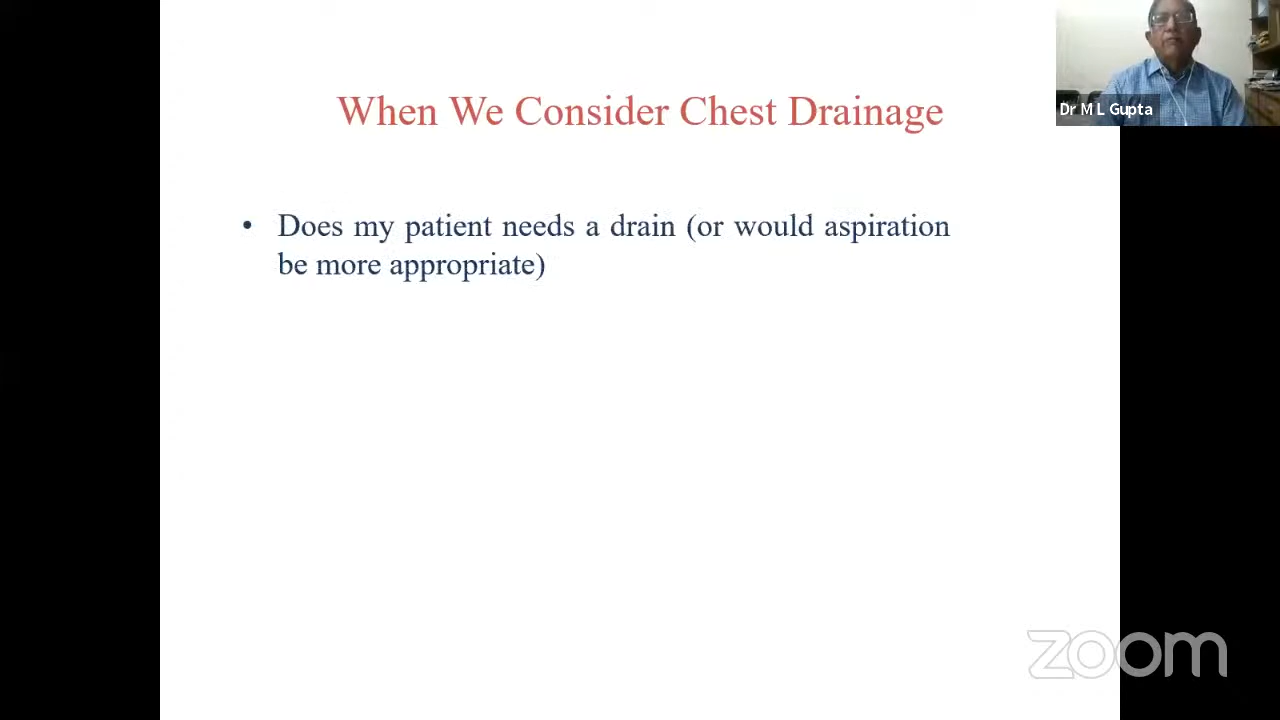 When We Consider Chest Drainage
Dr M L Gupta
• Does my patient needs a drain (or would aspiration
be more appropriate)
zoom